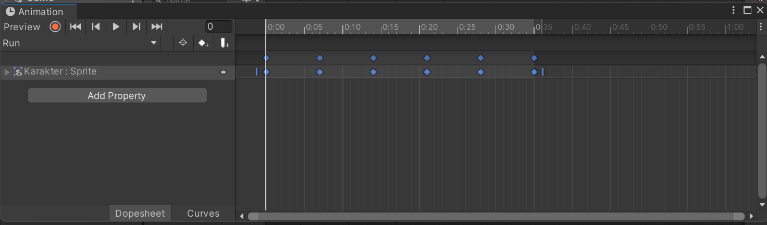 Animation
Preview 0 0:00 0:05 0:10 0:15 0:20 0:25 0:30 0:35 0:40 0:45 0:50 0:55 1:00
Run
Karakter : Sprite
Add Property
Dopesheet Curves